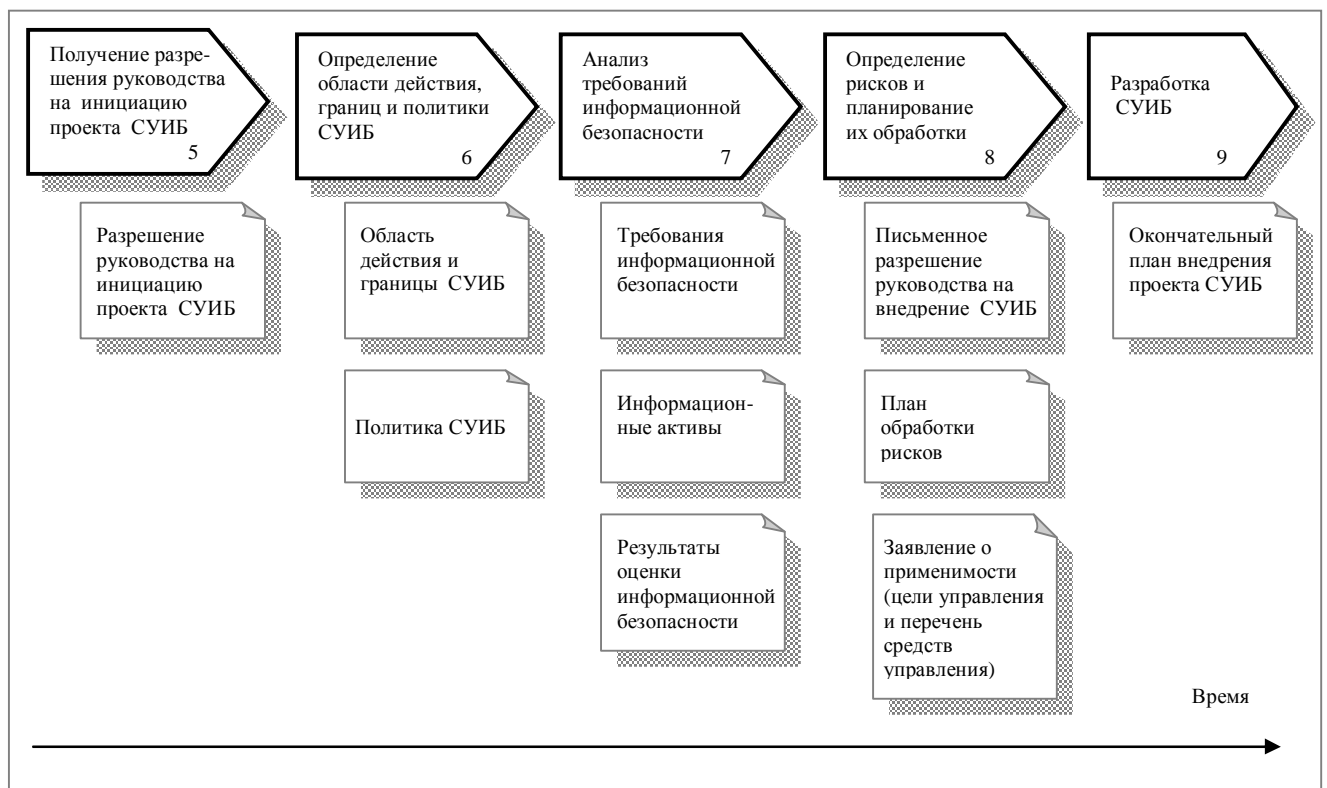 Получение разре-
шения руководства
на инициацию
проекта СУИБ
5
Определение
области действия,
границ и политики
СУИБ
6
Анализ
требований
информационной
безопасности
7
Определение
рисков и
планирование
их обработки
8
Разработка
СУИБ
9
Разрешение
руководства на
инициацию
проекта СУИБ
Область
действия и
границы СУИБ
Требования
информационной
безопасности
Письменное
разрешение
руководства на
внедрение СУИБ
Окончательный
план внедрения
проекта СУИБ
Политика СУИБ
Информацион-
ные активы
План
обработки
рисков
Результаты
оценки
информационной
безопасности
Заявление о
применимости
(цели управления
и перечень
средств
управления)
Время